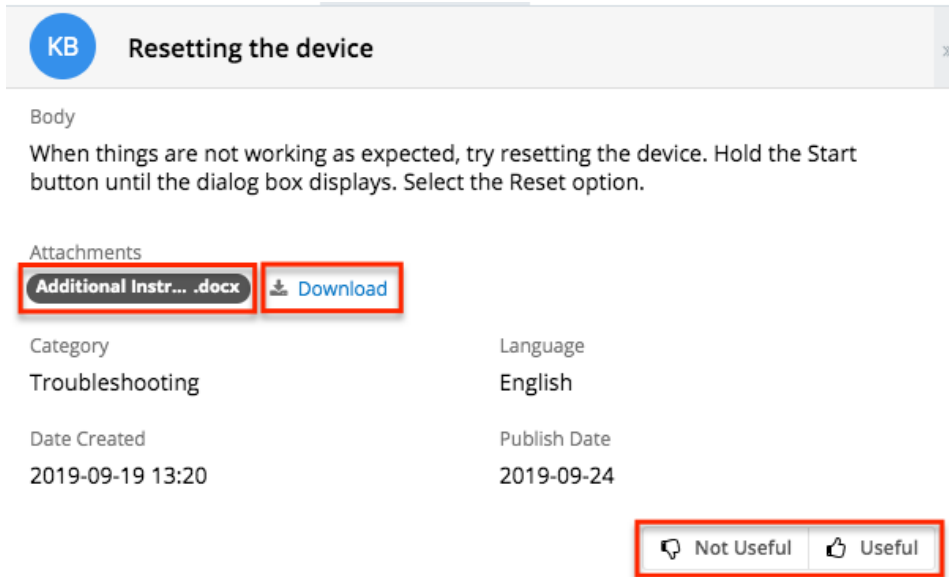 KB
Resetting the device
»
Body
When things are not working as expected, try resetting the device. Hold the Start
button until the dialog box displays. Select the Reset option.
Attachments
Additional Instr... .docx Download
Category Language
Troubleshooting English
Date Created Publish Date
2019-09-19 13:20 2019-09-24
Not Useful Useful